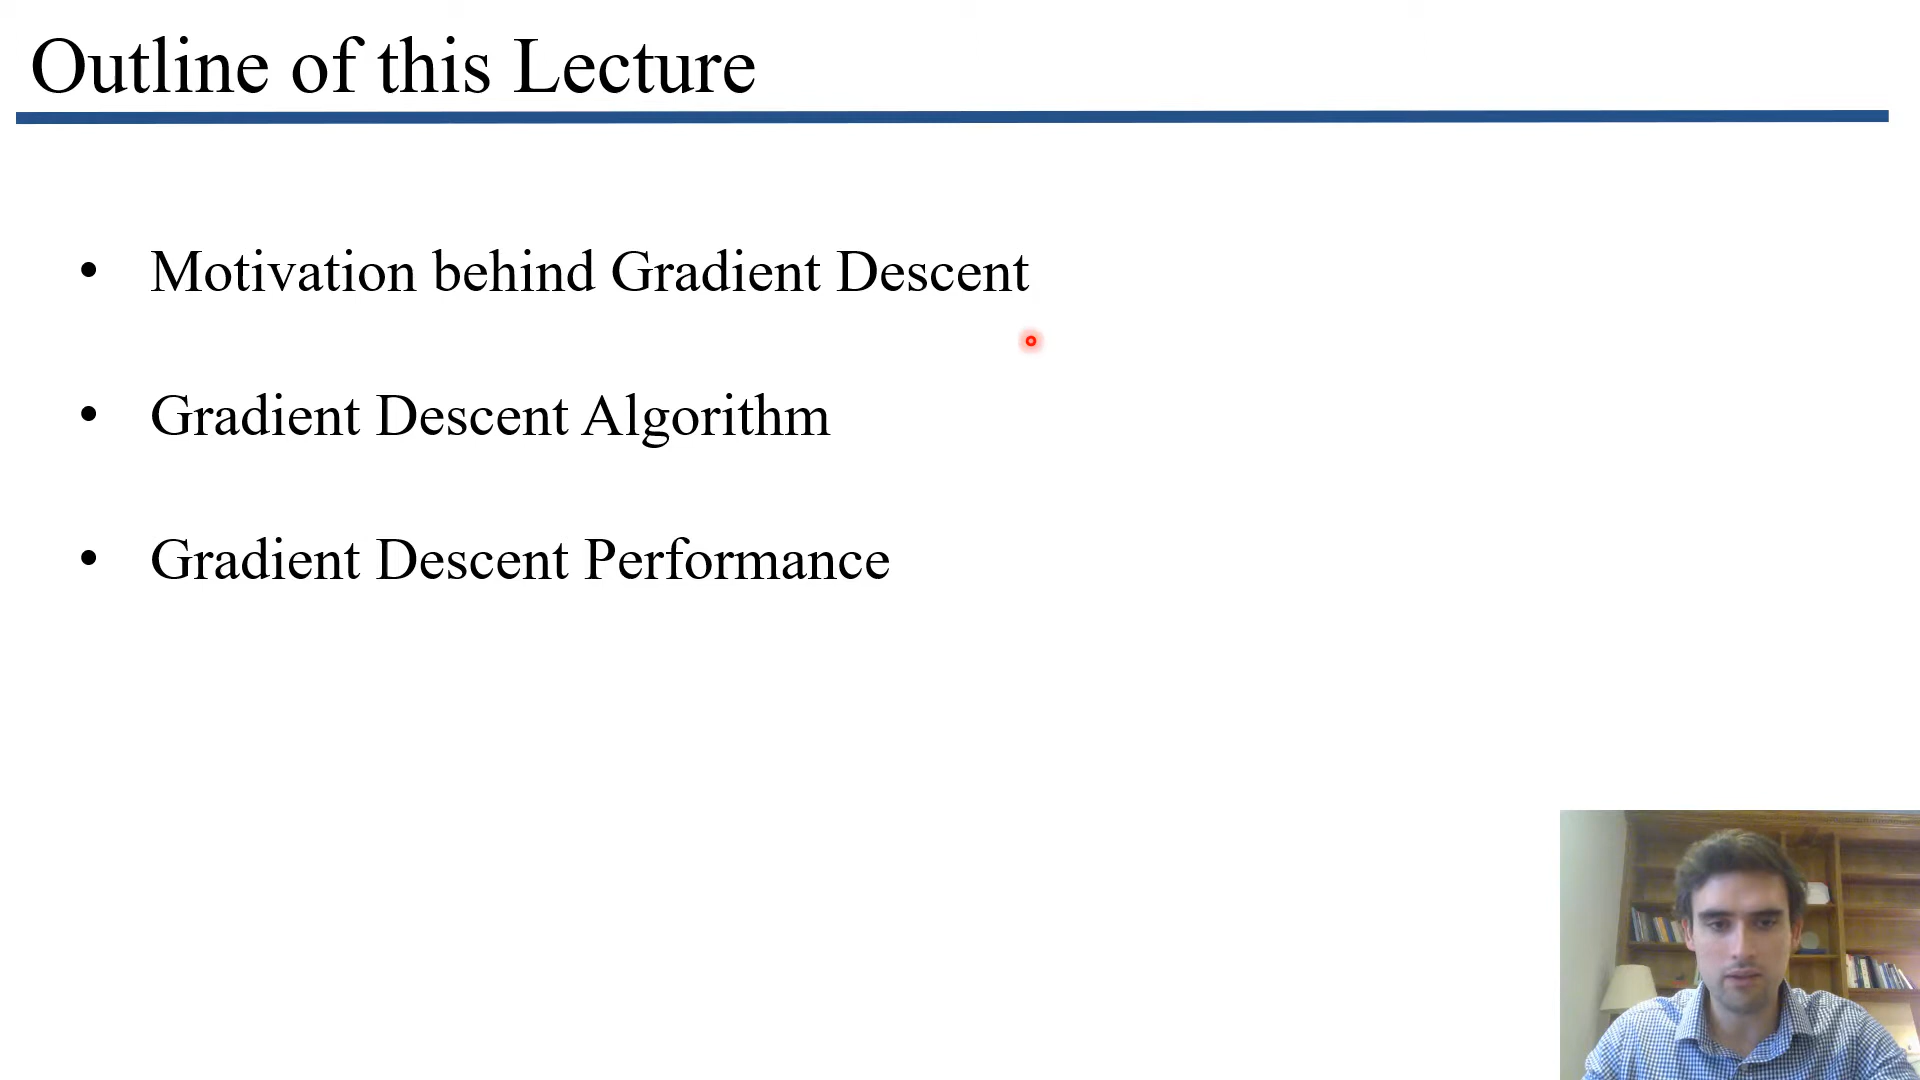 Outline of this Lecture
• Motivation behind Gradient Descent
• Gradient Descent Algorithm
• Gradient Descent Performance